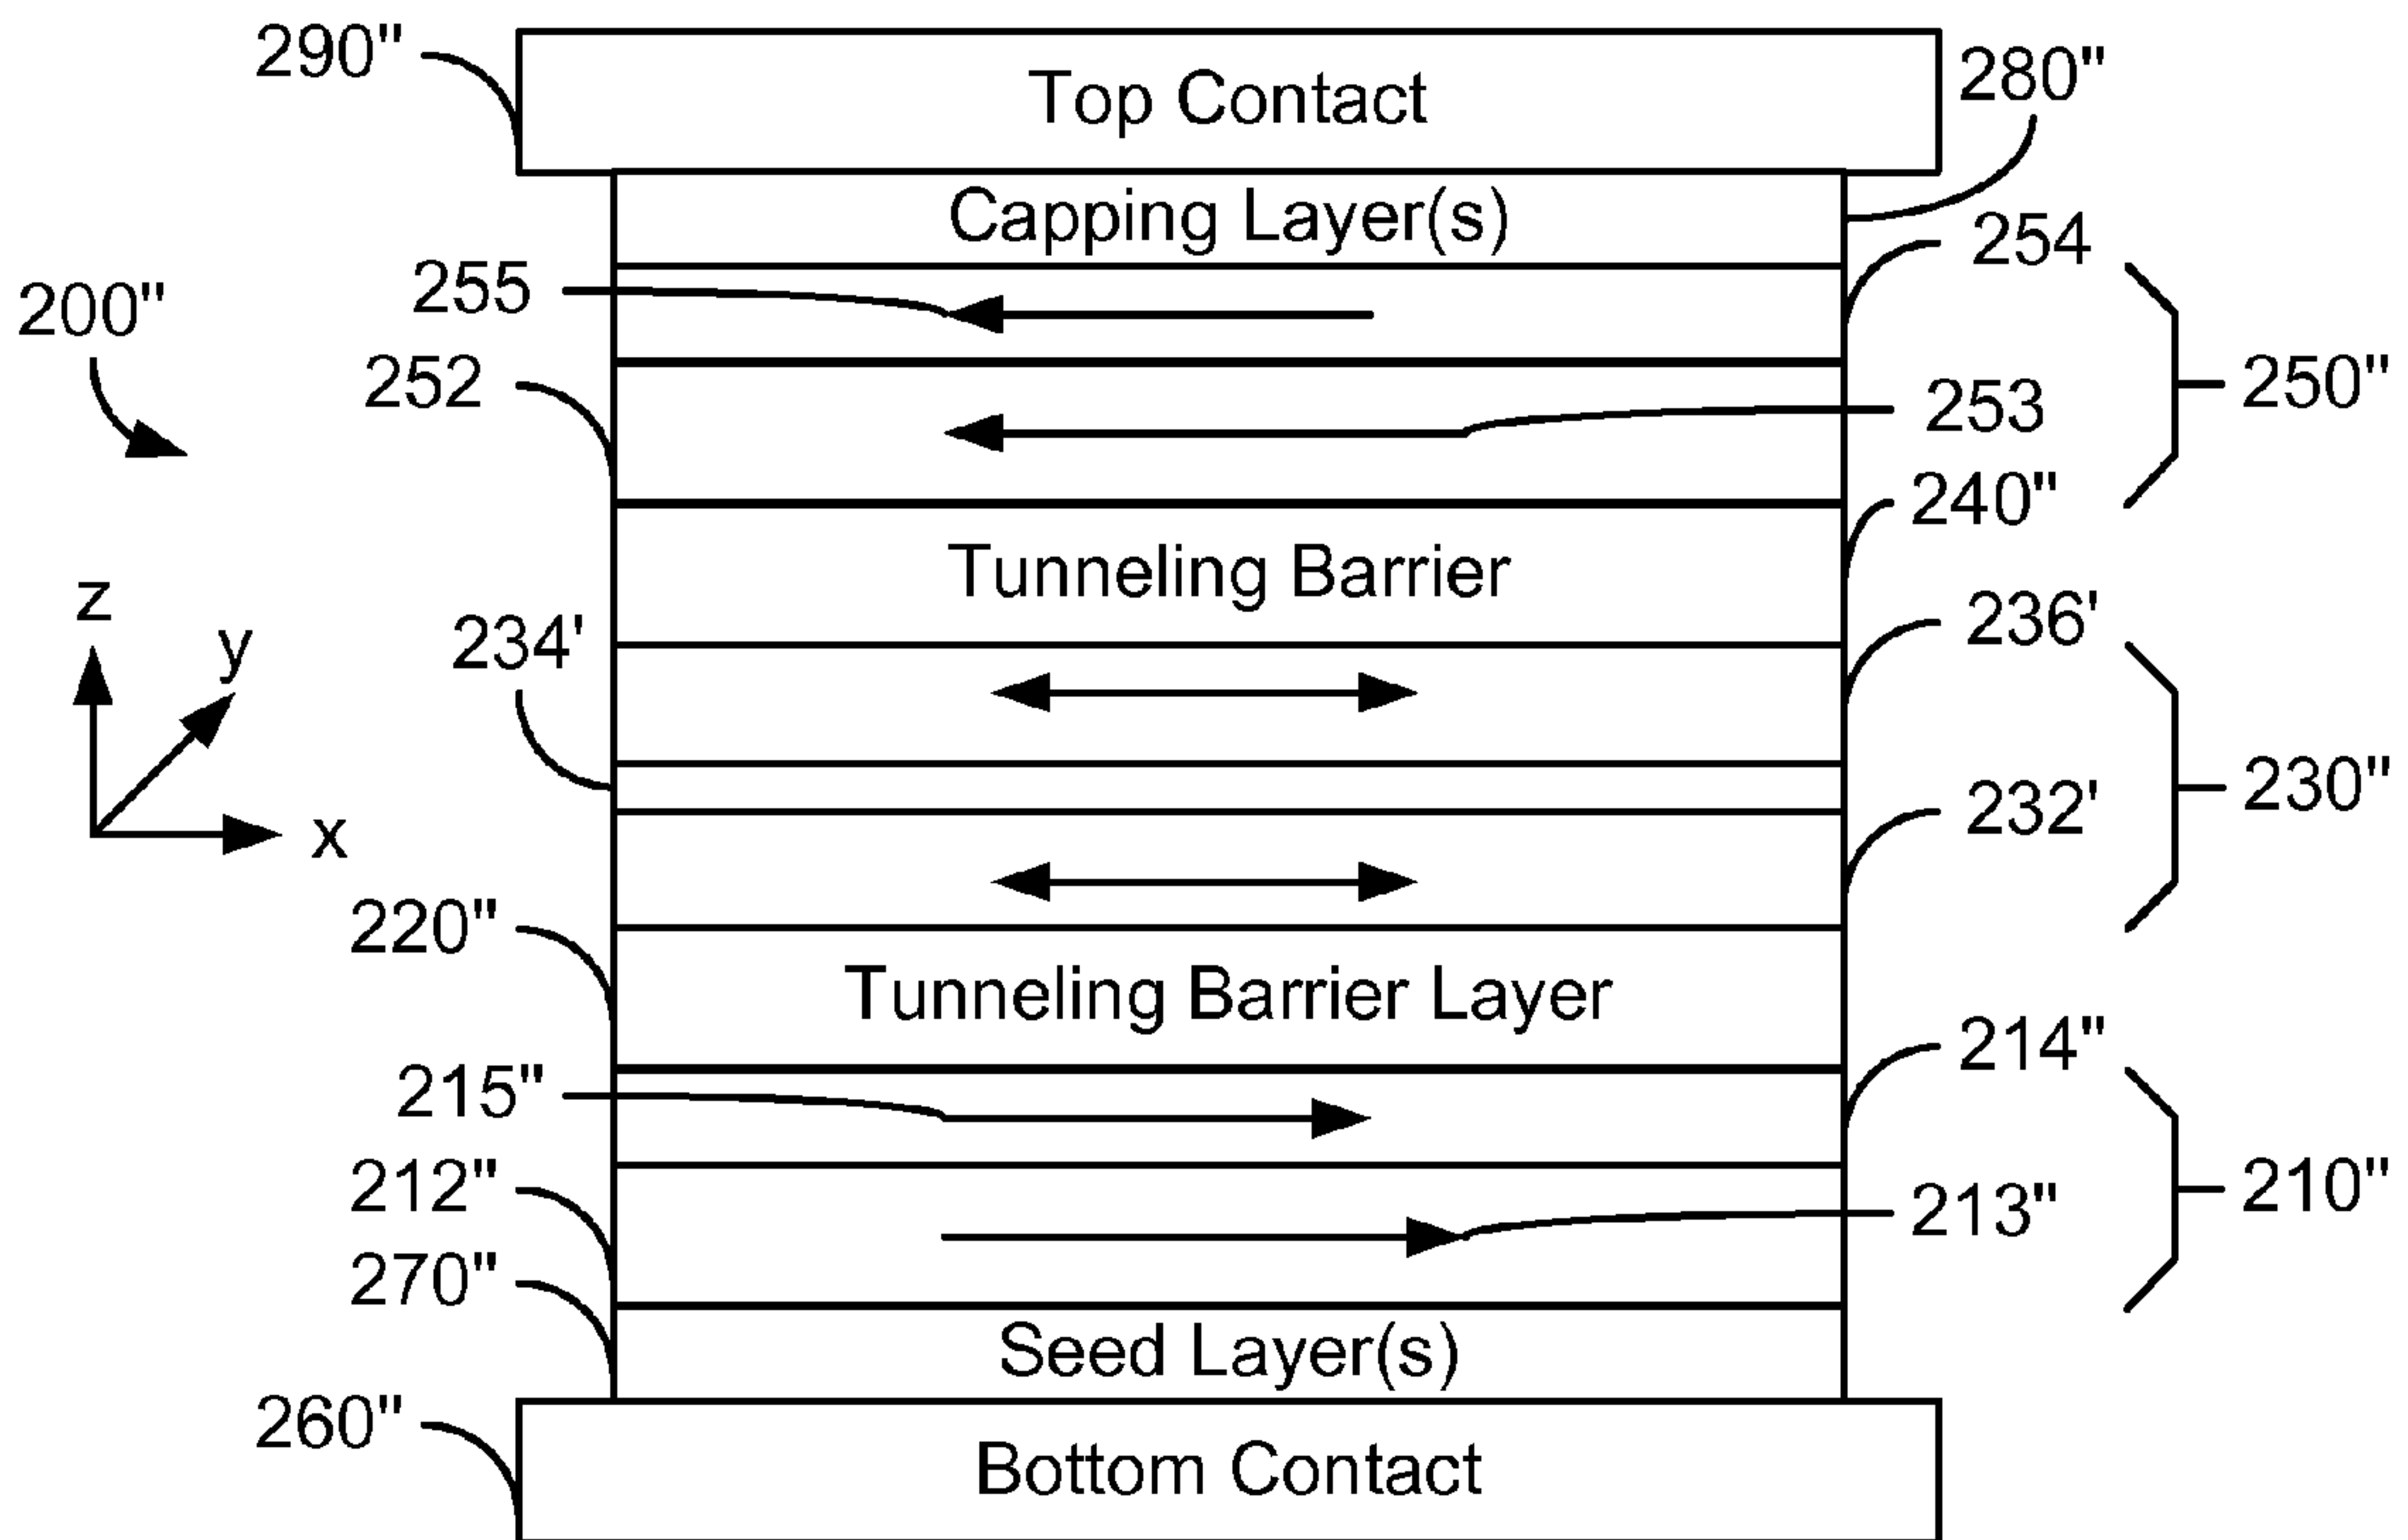 290"
Top Contact
280"
Capping Layer(s)
254
255
200"
252
253
250"
240"
Tunneling Barrier
z
y
x
234'
236'
230"
232'
220"
Tunneling Barrier Layer
214"
215"
212"
213"
210"
270"
Seed Layer(s)
260"
Bottom Contact